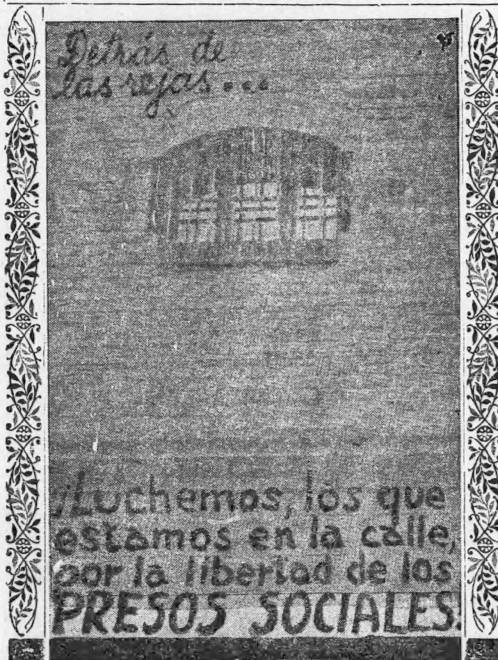 Detrás de
las rejas...
¡Luchemos, los que
estamos en la calle,
por la libertad de los
PRESOS SOCIALES.